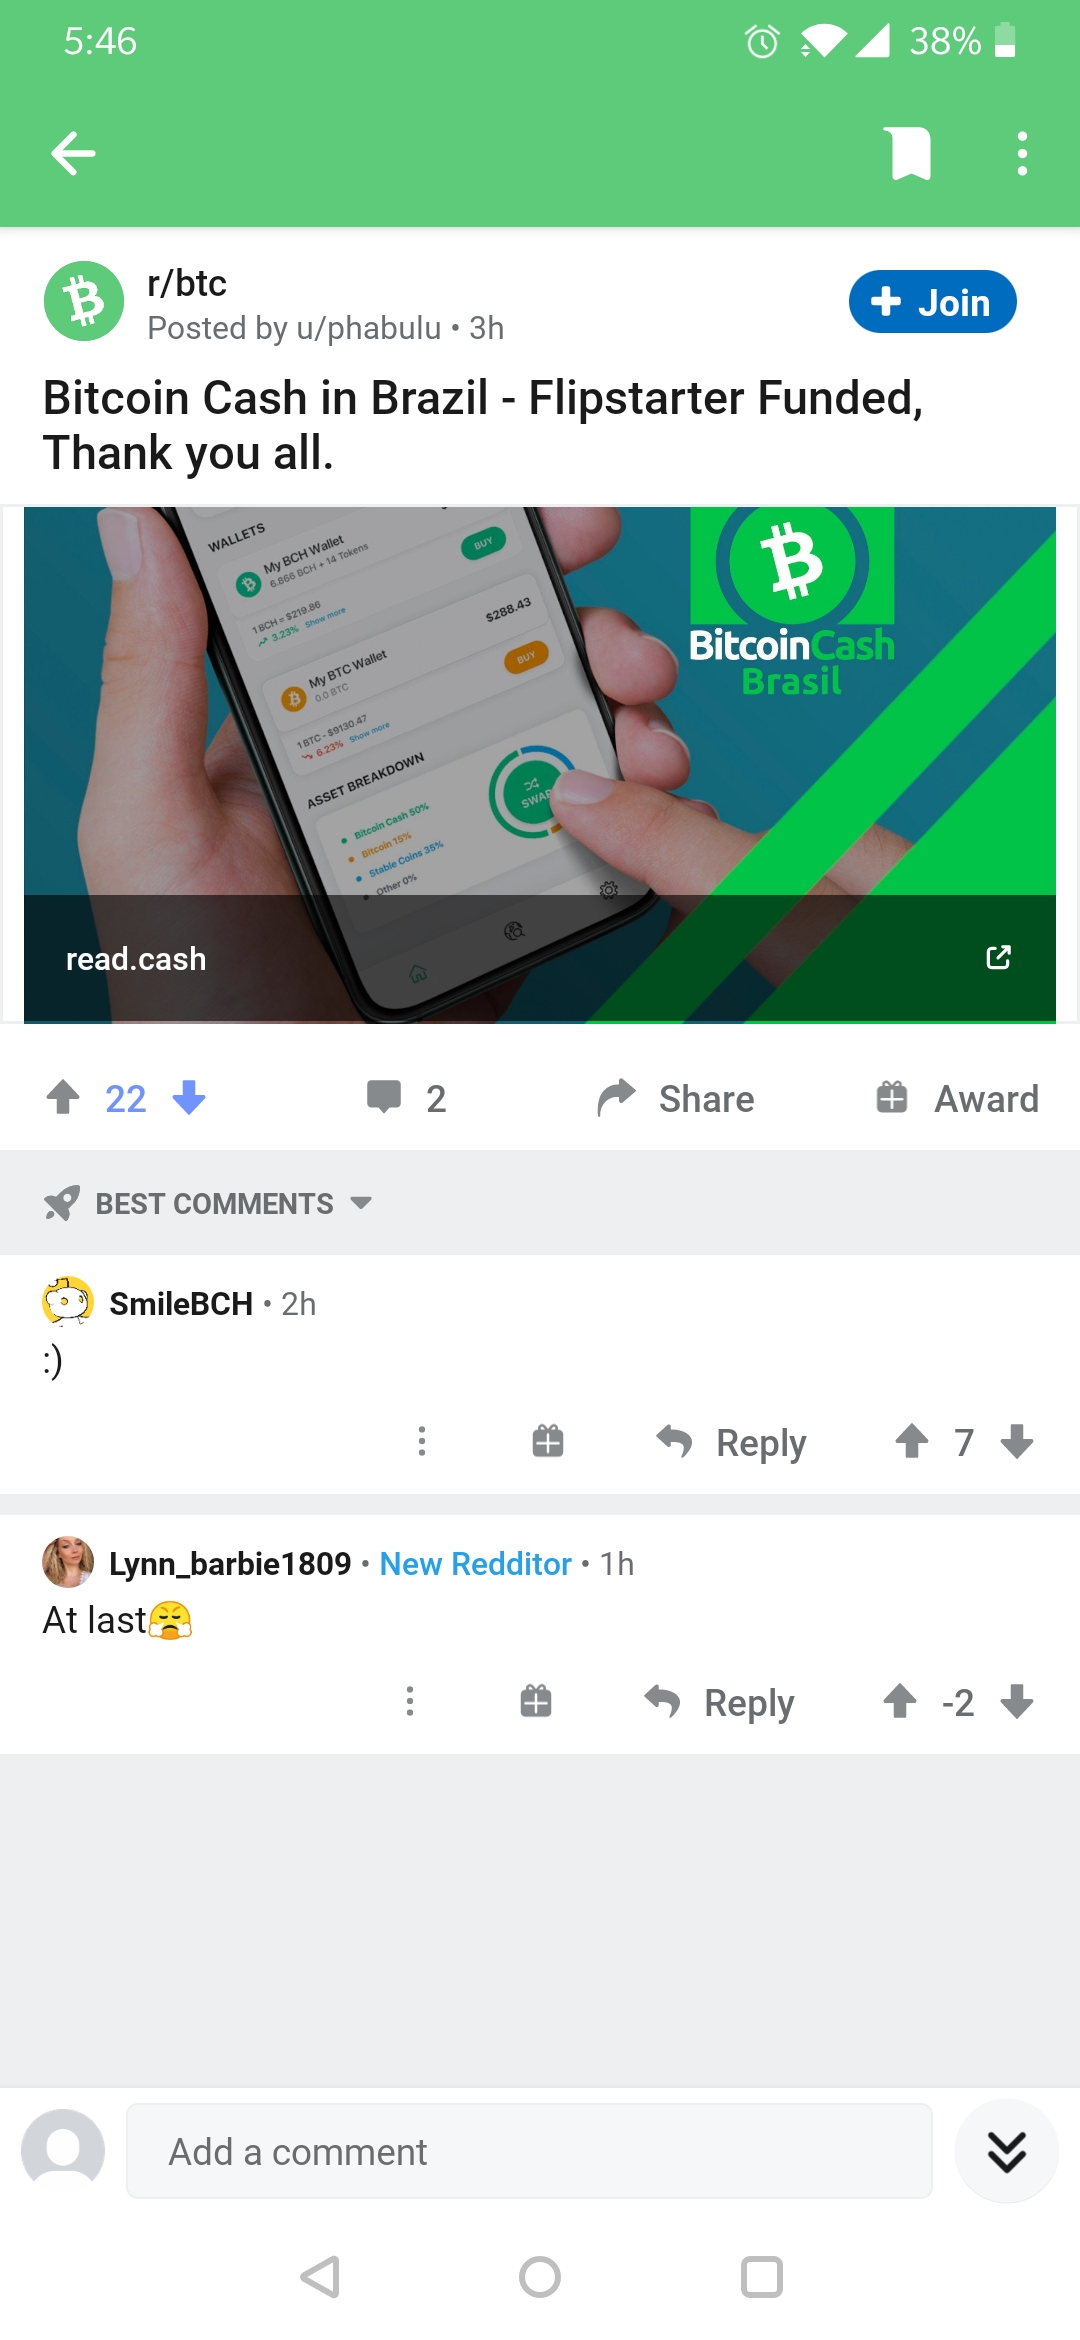 5:46
38%
r/btc
Posted by u/phabulu • 3h
+ Join
Bitcoin Cash in Brazil - Flipstarter Funded,
Thank you all.
WALLETS
My BCH Wallet
6.866 BCH + 14 Tokens
BUY
1 BCH = $219.86
3.23% Show more
$288.43
My BTC Wallet
0.0 BTC
BUY
1 BTC - $9130.47
6.23% Show more
ASSET BREAKDOWN
Bitcoin Cash 50%
Bitcoin 15%
Stable Coins 35%
Other 0%
BitcoinCash
Brasil
read.cash
22
2
Share
Award
BEST COMMENTS
SmileBCH • 2h
:)
Reply
7
Lynn_barbie1809 • New Redditor • 1h
At last😤
Reply
-2
Add a comment